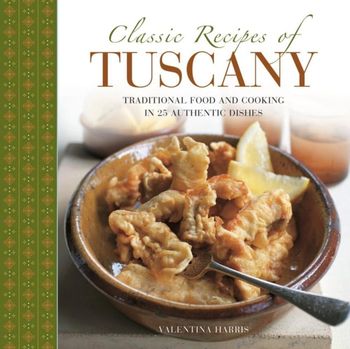 Classic Recipes of
TUSCANY
TRADITIONAL FOOD AND COOKING
IN 25 AUTHENTIC DISHES
VALENTINA HARRIS